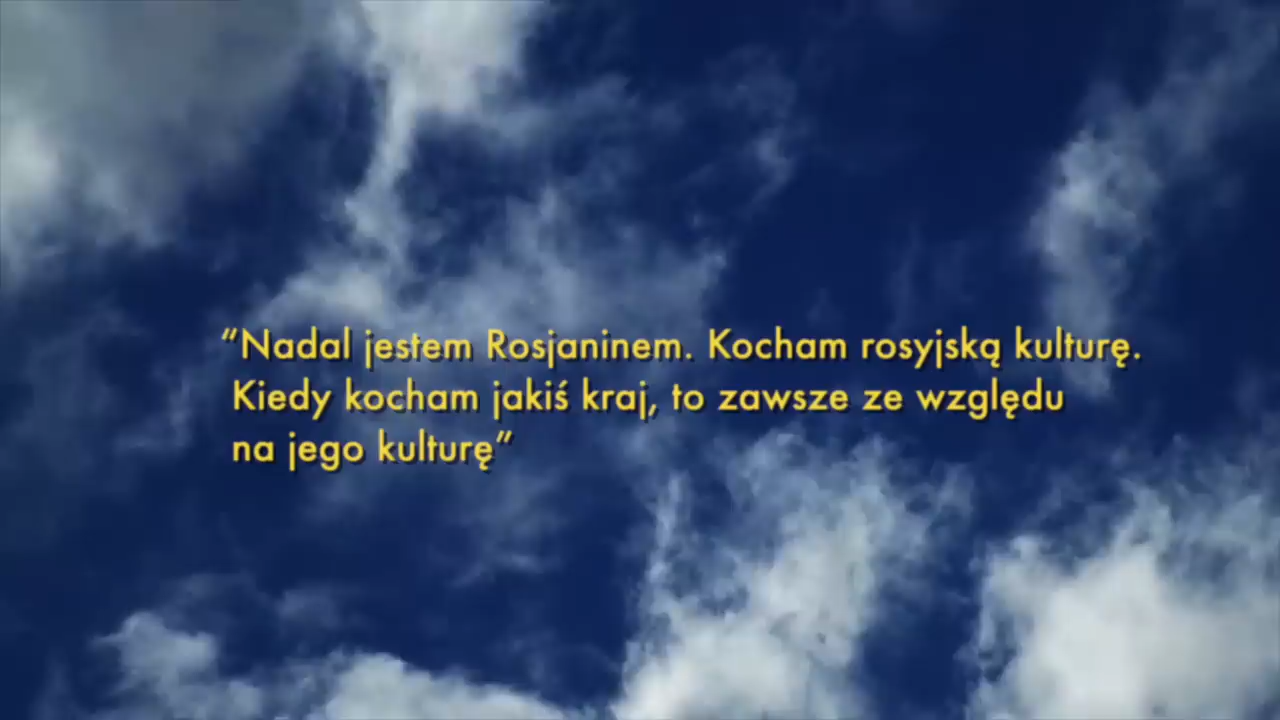 “Nadal jestem Rosjaninem. Kocham rosyjską kulturę.
Kiedy kocham jakiś kraj, to zawsze ze względu
na jego kulturę”